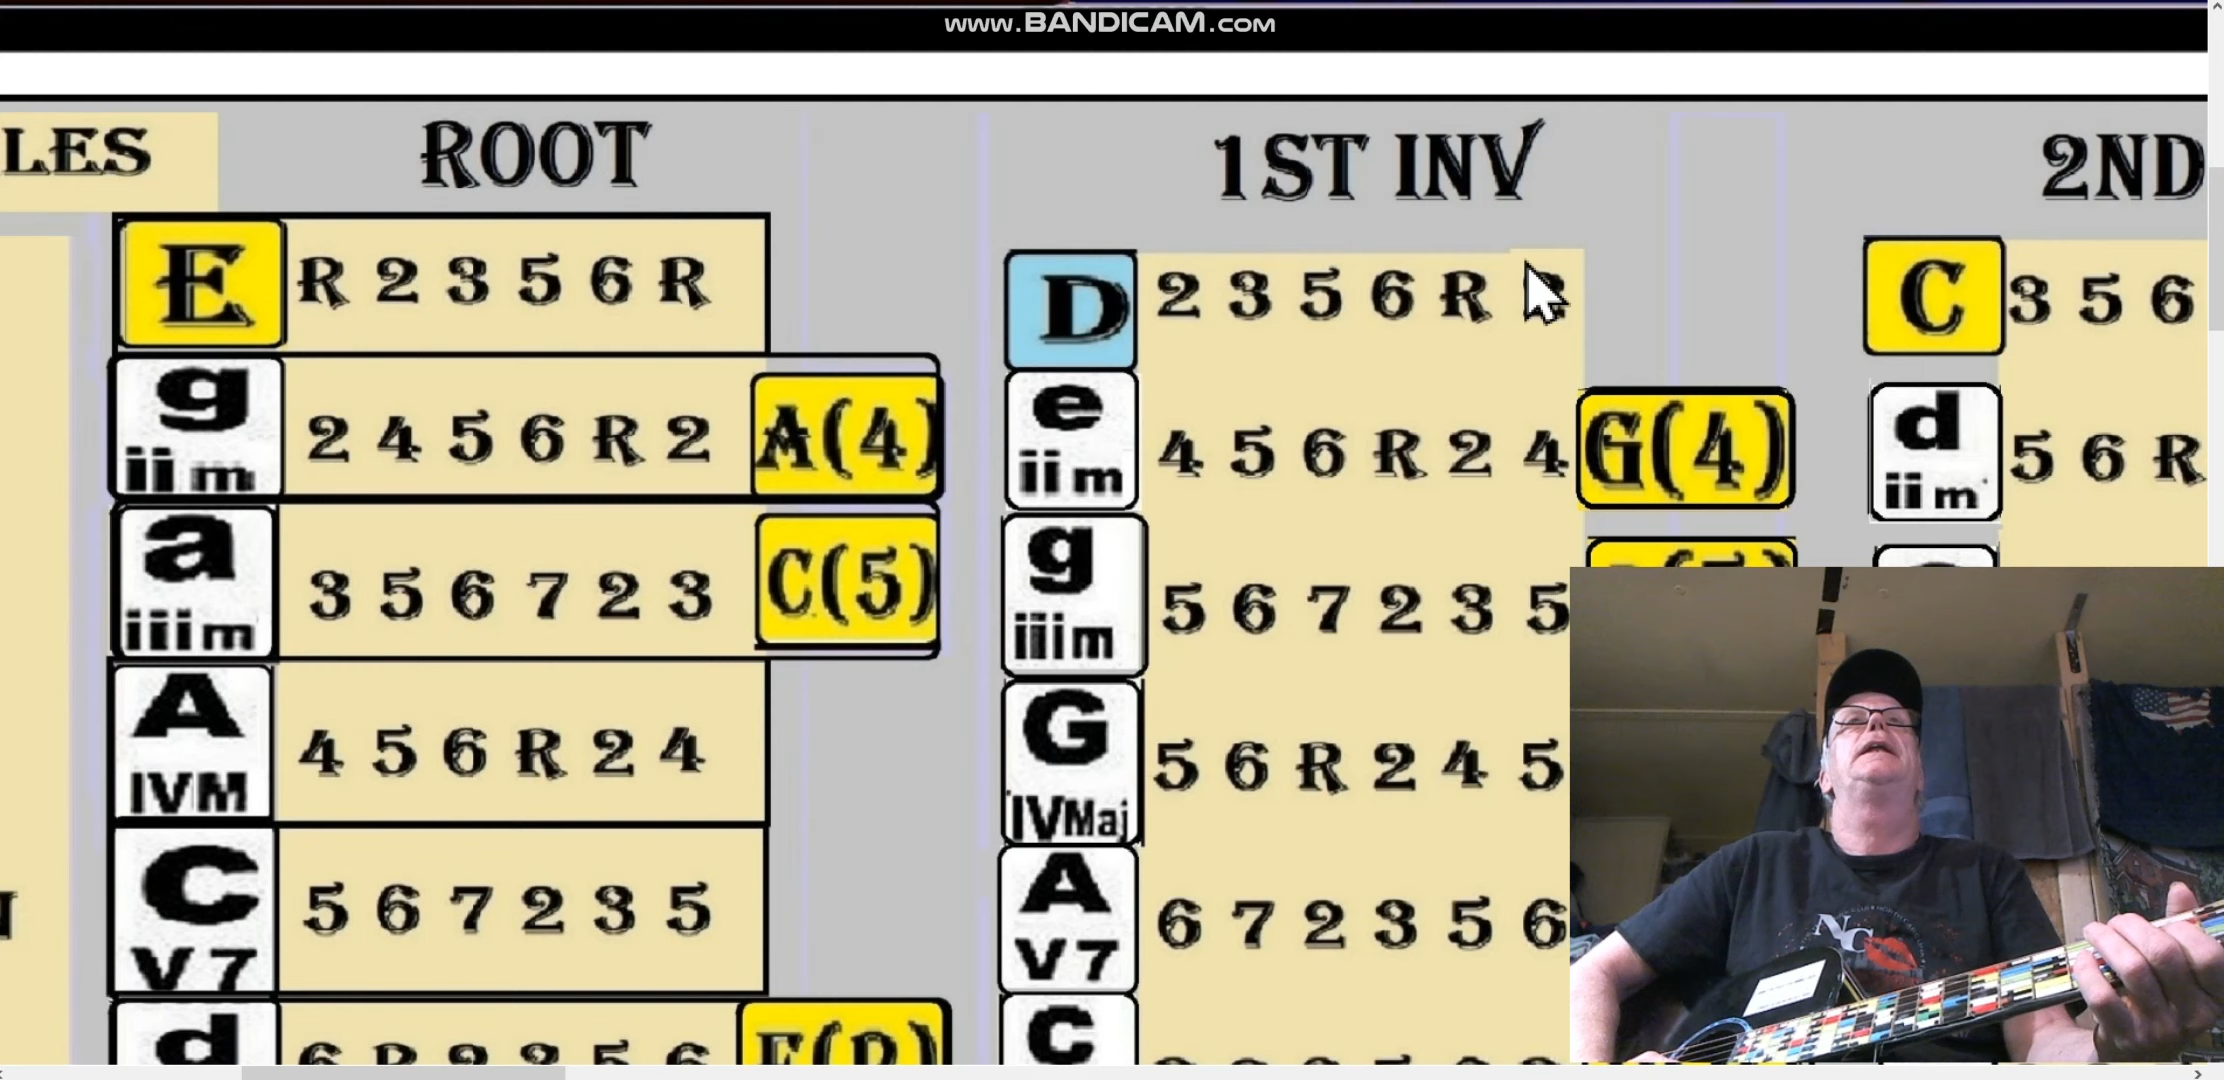 www.BANDICAM.com
LES ROOT 1ST INV 2ND
E R 2 3 5 6 R
D 2 3 5 6 R
C 3 5 6
g ii m 2 4 5 6 R 2 A(4)
e ii m 4 5 6 R 2 4 G(4)
d ii m 5 6 R
a iii m 3 5 6 7 2 3 C(5)
g iii m 5 6 7 2 3 5
A IVM 4 5 6 R 2 4
G IVMaj 5 6 R 2 4 5
C V7 5 6 7 2 3 5
A V7 6 7 2 3 5 6
d
C
NC